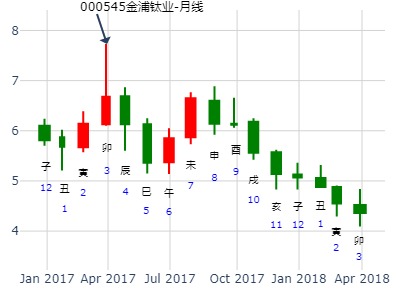 000545金浦钛业-月线
8
7
6
5
4
子
12
丑
1
寅
2
卯
3
辰
4
巳
5
午
6
未
7
申
8
酉
9
戌
10
亥
11
子
12
丑
1
寅
2
卯
3
Jan 2017
Apr 2017
Jul 2017
Oct 2017
Jan 2018
Apr 2018